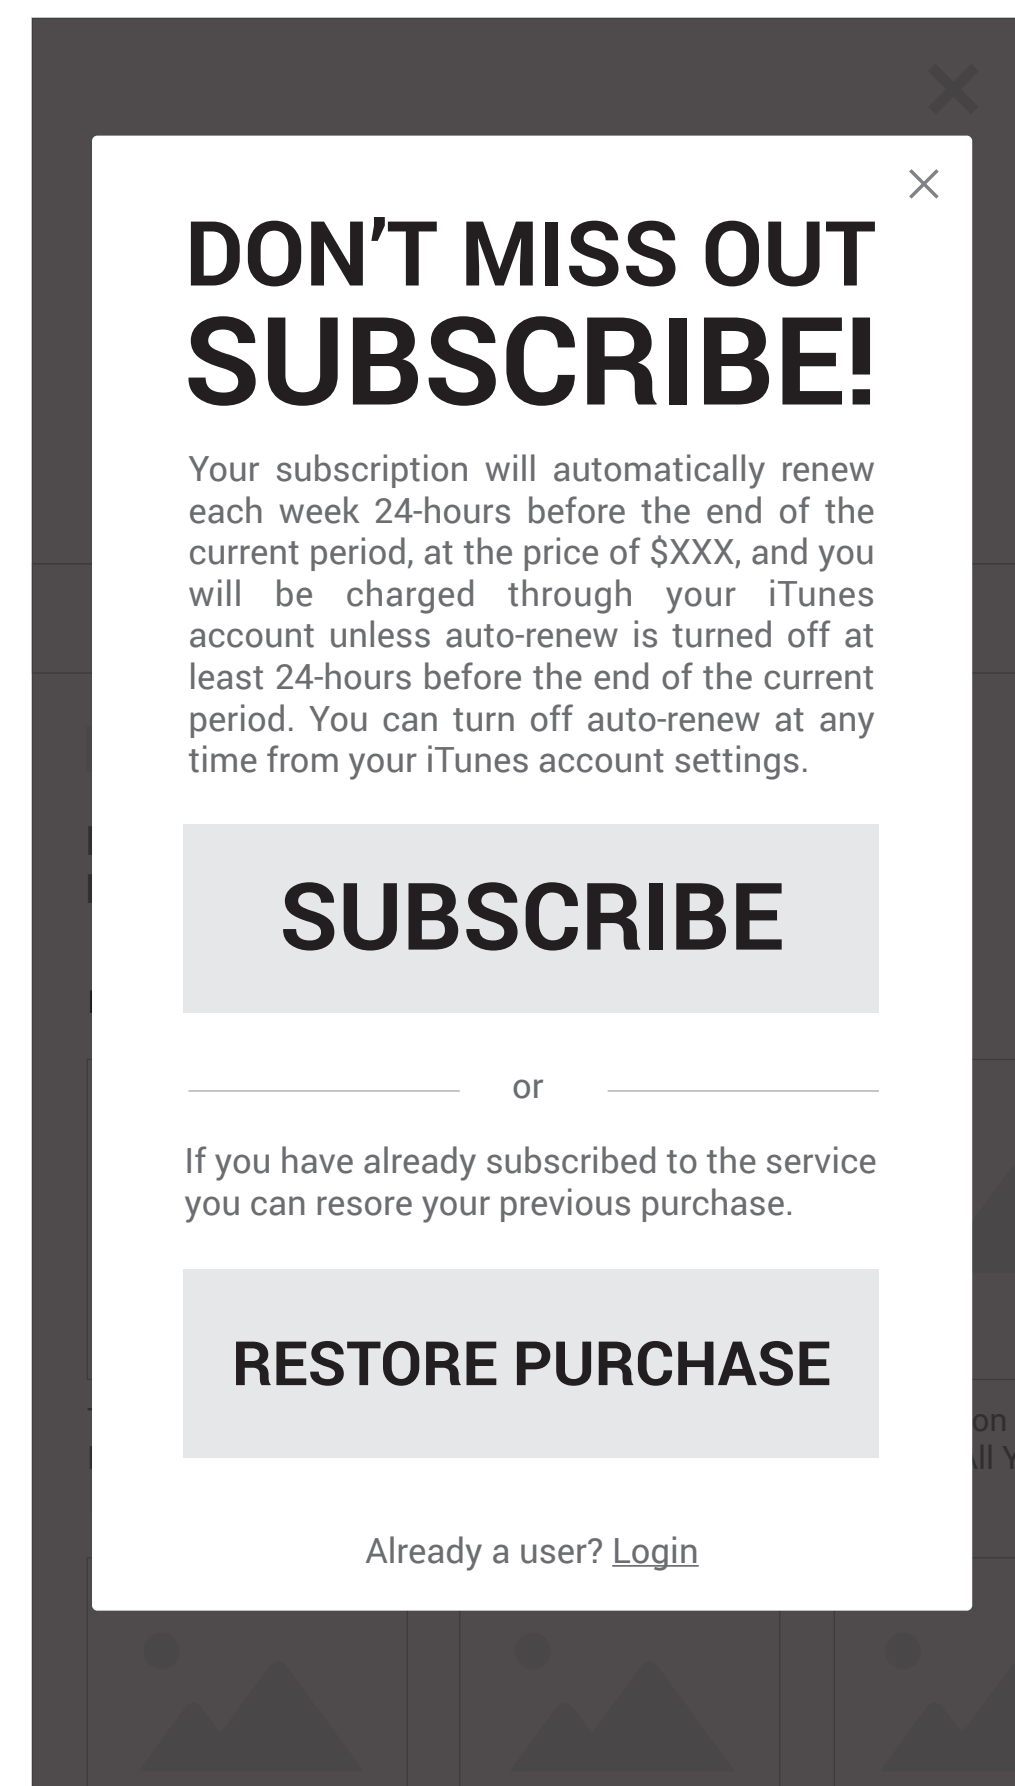 DON’T MISS OUT
SUBSCRIBE!
Your subscription will automatically renew
each week 24-hours before the end of the
current period, at the price of $XXX, and you
will be charged through your iTunes
account unless auto-renew is turned off at
least 24-hours before the end of the current
period. You can turn off auto-renew at any
time from your iTunes account settings.
SUBSCRIBE
or
If you have already subscribed to the service
you can resore your previous purchase.
RESTORE PURCHASE
on
All Y
Already a user? Login